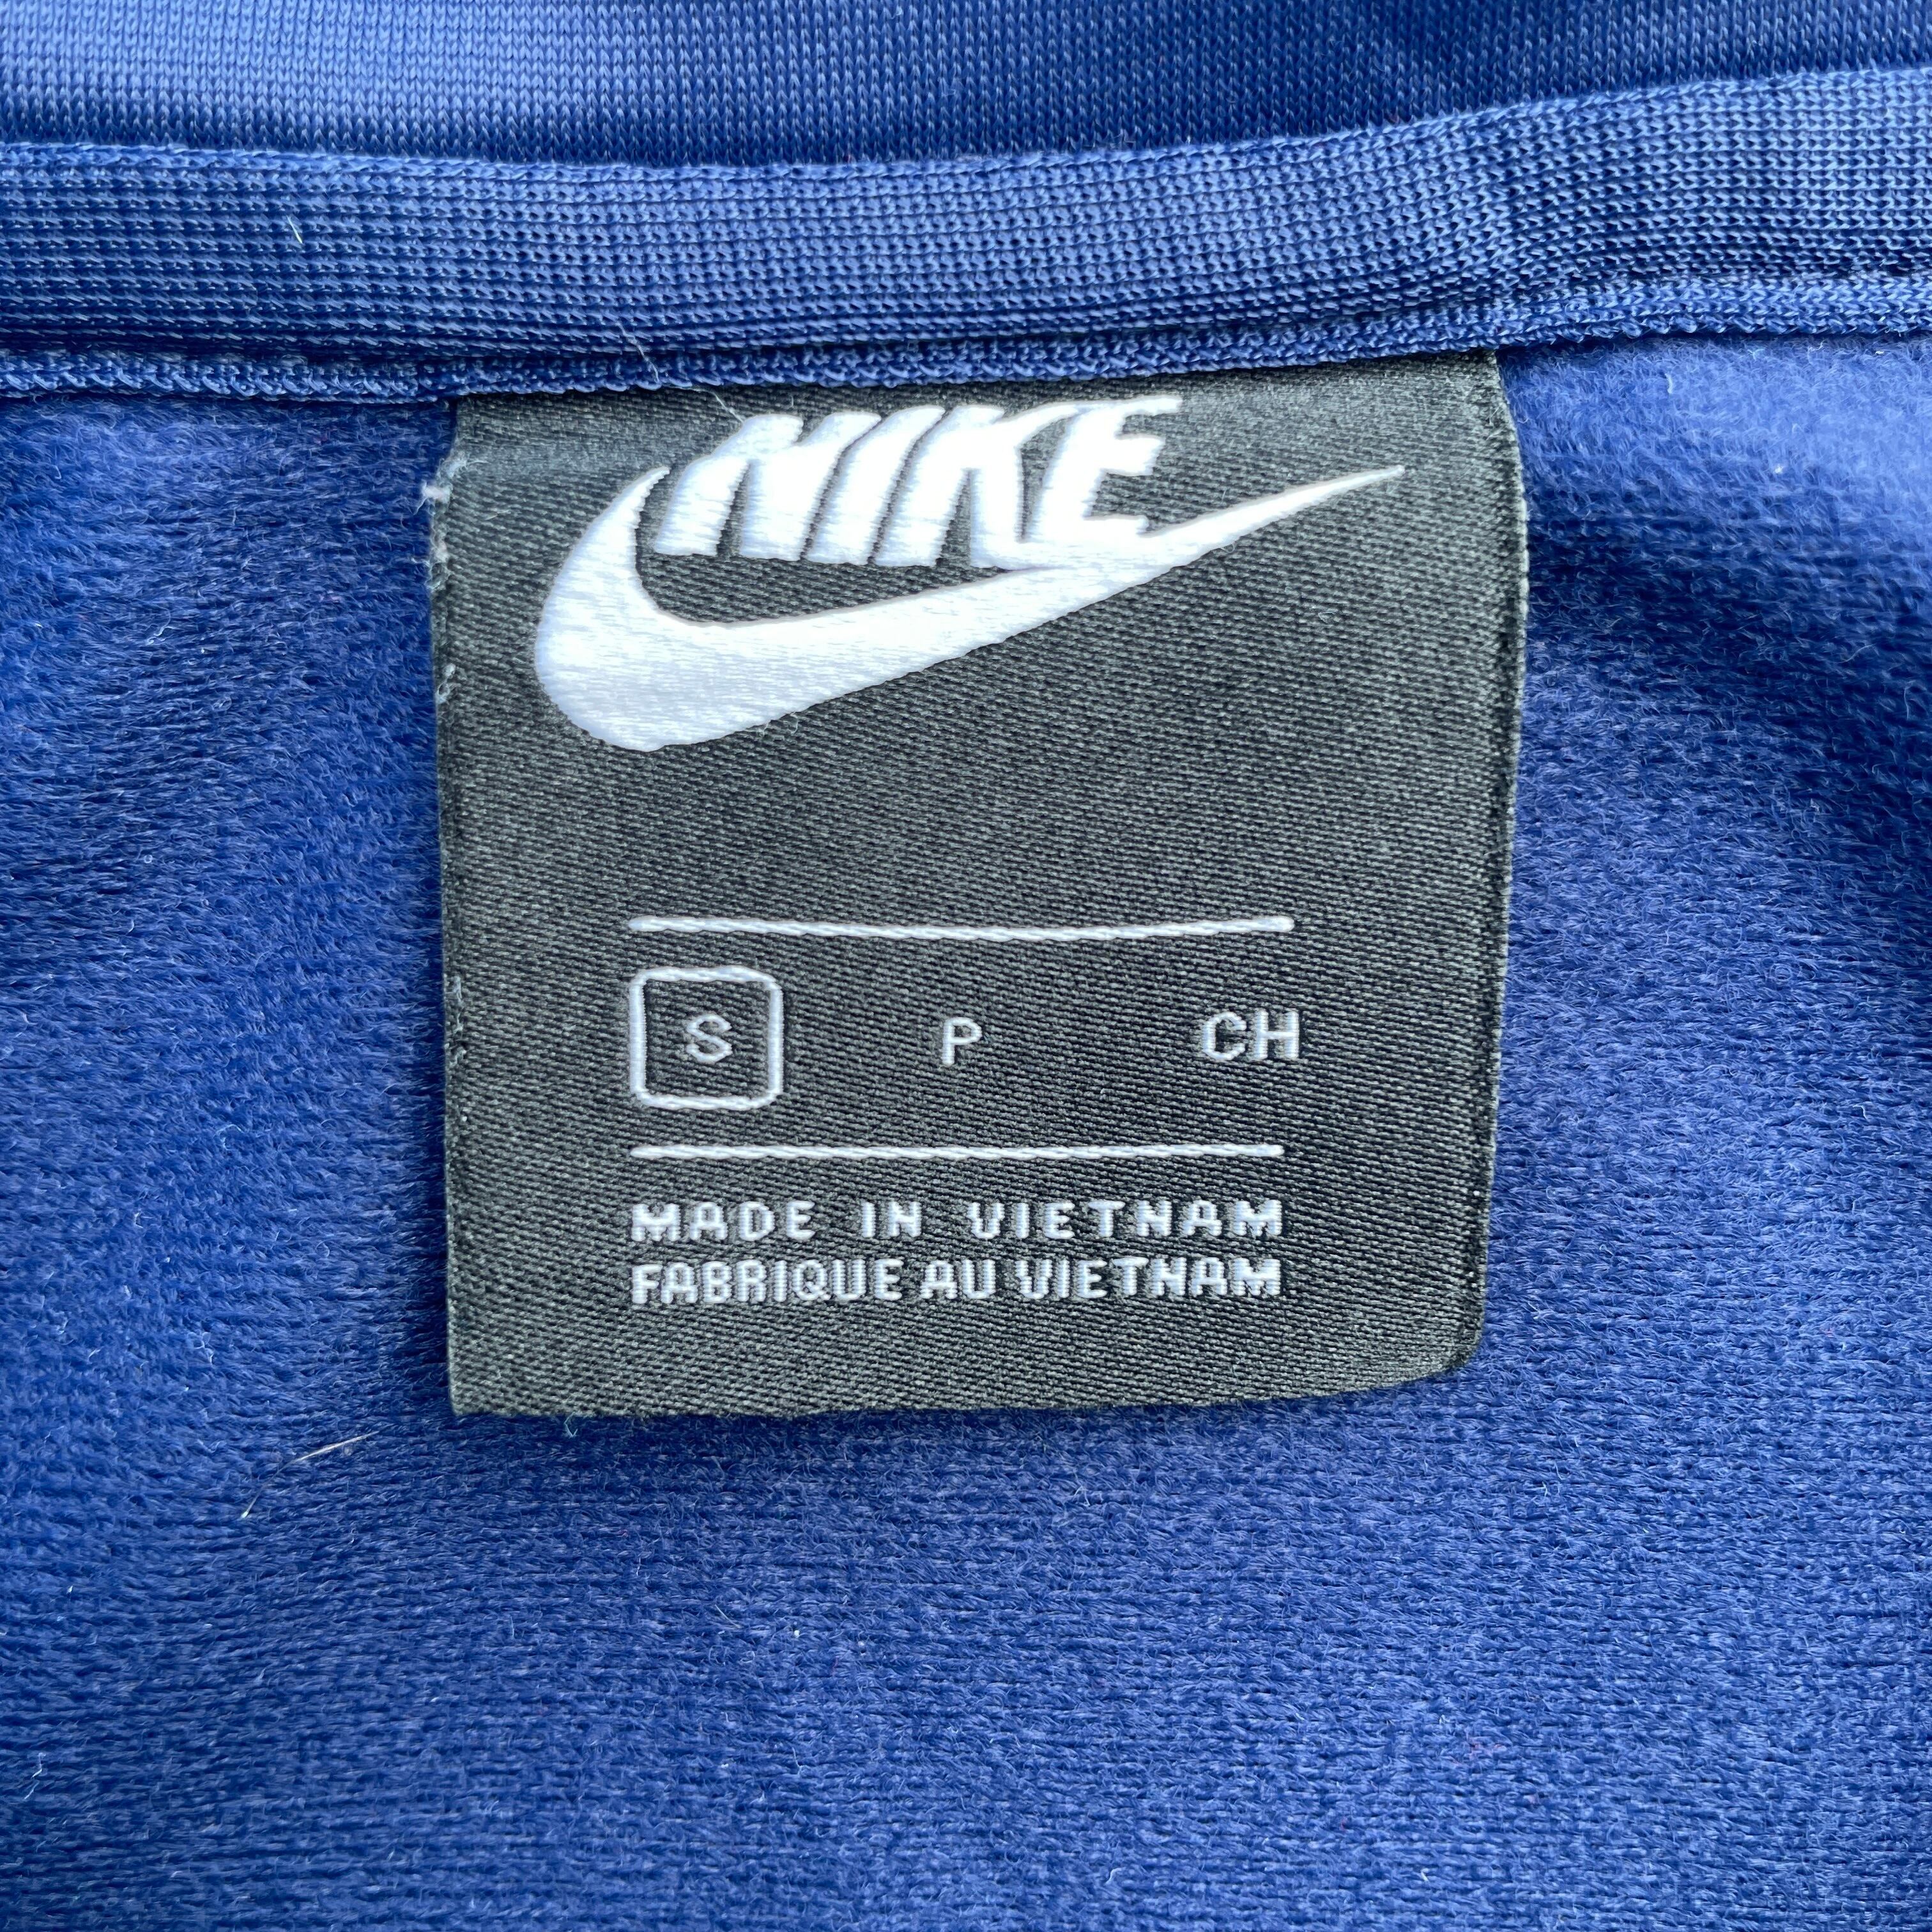 NIKE
S P CH
MADE IN VIETNAM
FABRIQUE AU VIETNAM